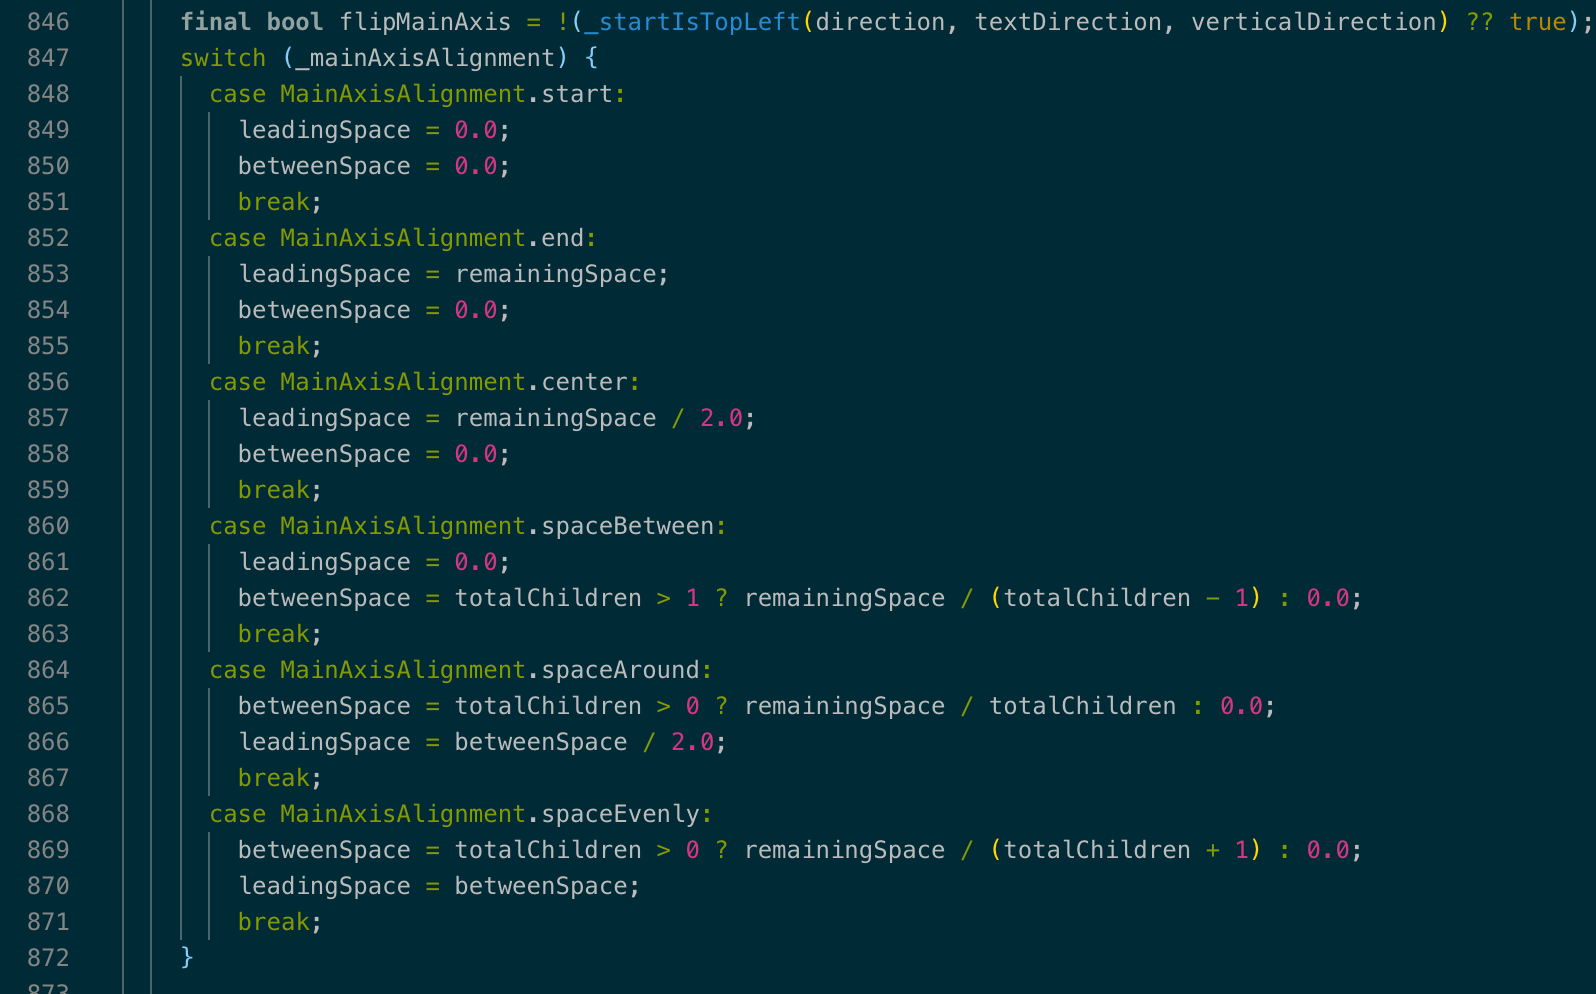 846 final bool flipMainAxis = !(_startIsTopLeft(direction, textDirection, verticalDirection) ?? true);
847 switch (_mainAxisAlignment) {
848 case MainAxisAlignment.start:
849 leadingSpace = 0.0;
850 betweenSpace = 0.0;
851 break;
852 case MainAxisAlignment.end:
853 leadingSpace = remainingSpace;
854 betweenSpace = 0.0;
855 break;
856 case MainAxisAlignment.center:
857 leadingSpace = remainingSpace / 2.0;
858 betweenSpace = 0.0;
859 break;
860 case MainAxisAlignment.spaceBetween:
861 leadingSpace = 0.0;
862 betweenSpace = totalChildren > 1 ? remainingSpace / (totalChildren - 1) : 0.0;
863 break;
864 case MainAxisAlignment.spaceAround:
865 betweenSpace = totalChildren > 0 ? remainingSpace / totalChildren : 0.0;
866 leadingSpace = betweenSpace / 2.0;
867 break;
868 case MainAxisAlignment.spaceEvenly:
869 betweenSpace = totalChildren > 0 ? remainingSpace / (totalChildren + 1) : 0.0;
870 leadingSpace = betweenSpace;
871 break;
872 }
873